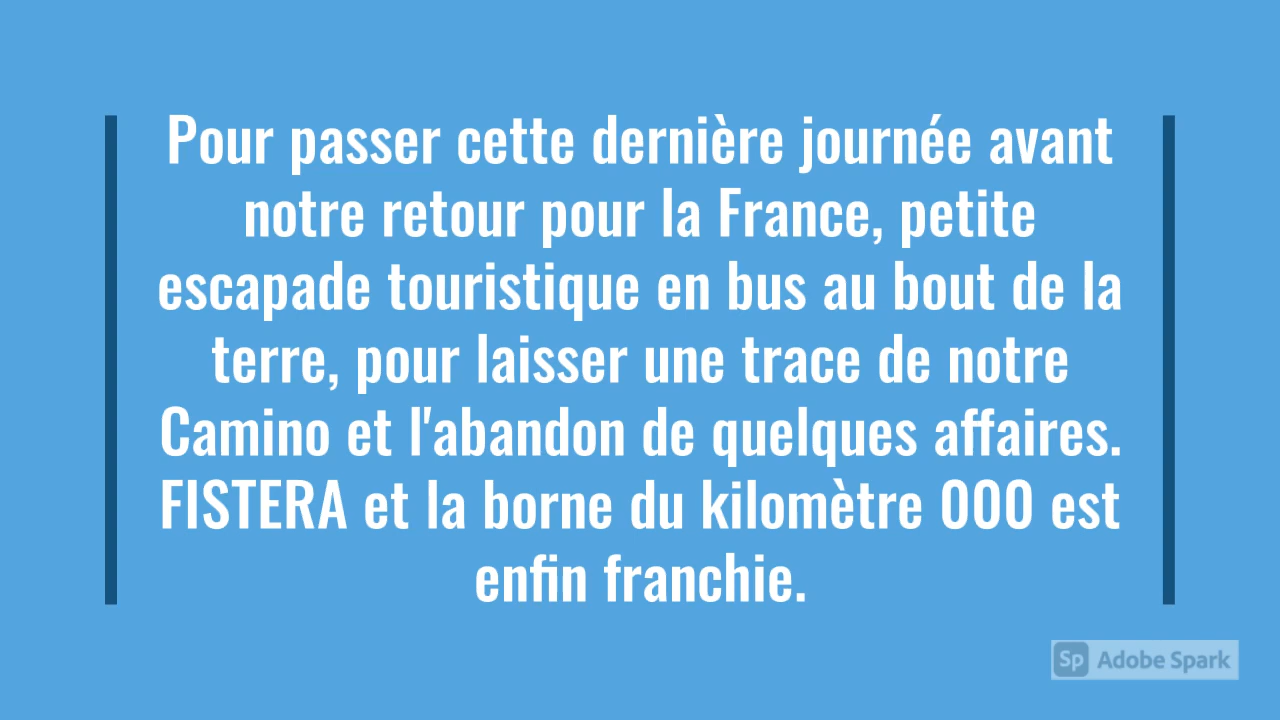 Pour passer cette dernière journée avant
notre retour pour la France, petite
escapade touristique en bus au bout de la
terre, pour laisser une trace de notre
Camino et l'abandon de quelques affaires.
FISTERA et la borne du kilomètre 000 est
enfin franchie.
Sp Adobe Spark